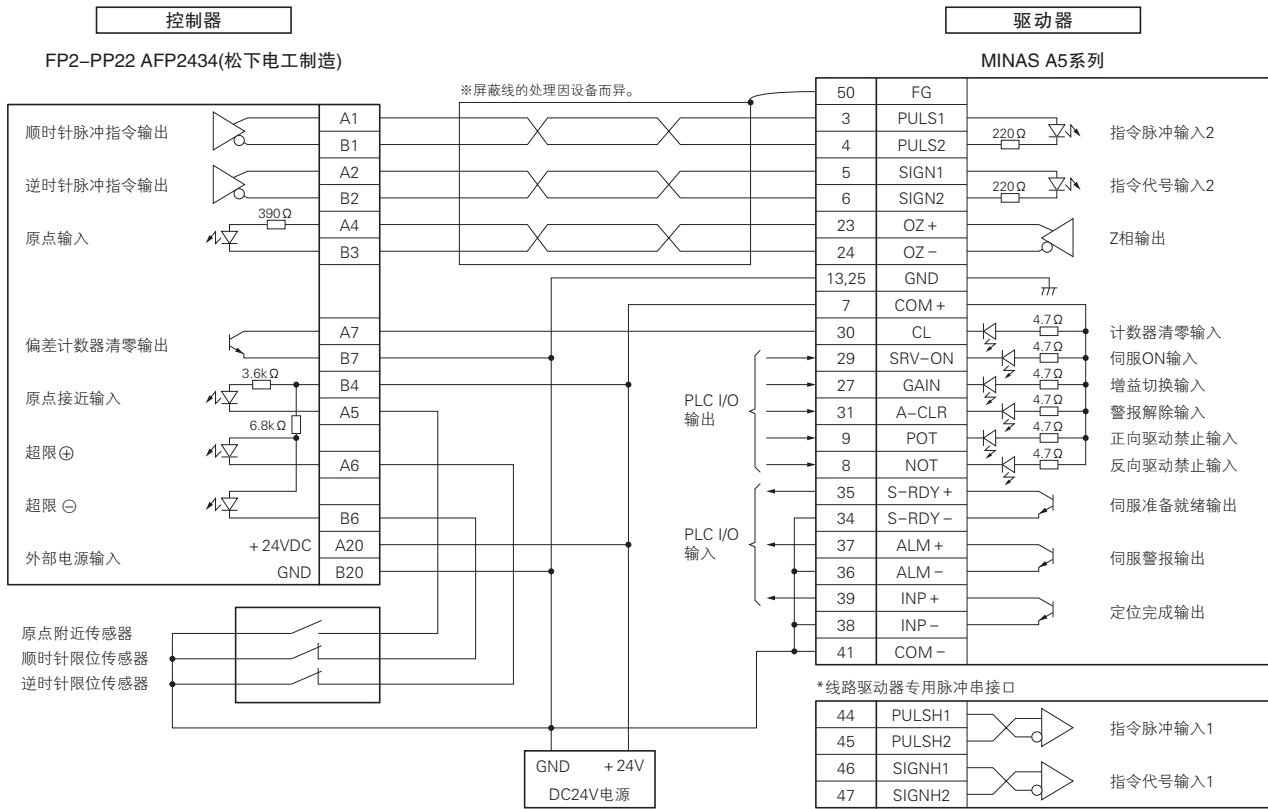 控制器
驱动器
FP2-PP22 AFP2434(松下电工制造)
MINAS A5系列
※屏蔽线的处理因设备而异。
顺时针脉冲指令输出
A1
B1
逆时针脉冲指令输出
A2
B2
390Ω
原点输入
A4
B3
偏差计数器清零输出
A7
B7
3.6kΩ
原点接近输入
B4
A5
6.8kΩ
超限⊕
A6
超限⊖
B6
外部电源输入
+24VDC A20
GND B20
原点附近传感器
顺时针限位传感器
逆时针限位传感器
PLC I/O
输出
PLC I/O
输入
GND +24V
DC24V电源
50 FG
3 PULS1
4 PULS2
220Ω
指令脉冲输入2
5 SIGN1
6 SIGN2
220Ω
指令代号输入2
23 OZ+
24 OZ-
Z相输出
13,25 GND
7 COM+
30 CL 4.7Ω 计数器清零输入
29 SRV-ON 4.7Ω 伺服ON输入
27 GAIN 4.7Ω 增益切换输入
31 A-CLR 4.7Ω 警报解除输入
9 POT 4.7Ω 正向驱动禁止输入
8 NOT 4.7Ω 反向驱动禁止输入
35 S-RDY+
34 S-RDY-
伺服准备就绪输出
37 ALM+
36 ALM-
伺服警报输出
39 INP+
38 INP-
定位完成输出
41 COM-
*线路驱动器专用脉冲串接口
44 PULSH1
45 PULSH2
指令脉冲输入1
46 SIGNH1
47 SIGNH2
指令代号输入1